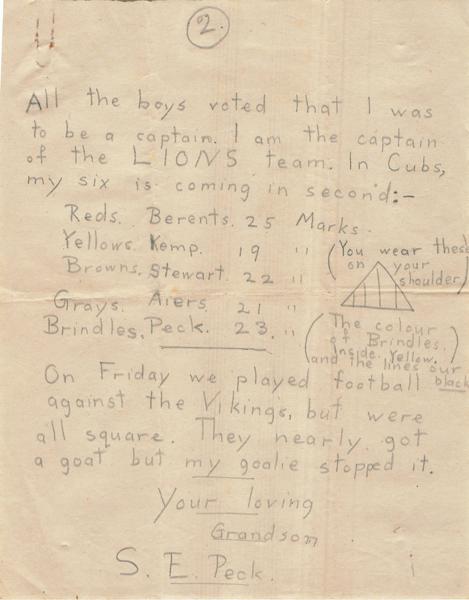 2.
All the boys voted that I was
to be a captain. I am the captain
of the LIONS team. In Cubs,
my six is coming in second:-
Reds. Berents. 25 Marks.
Yellows. Kemp. 19 "
Browns. Stewart. 22 "
Grays. Aiers. 21 "
Brindles. Peck. 23. "
(You wear these
on your
shoulder)
(The colour
of Brindles.
Inside. Yellow.
and the lines our
black
On Friday we played football
against the Vikings, but were
all square. They nearly got
a goat but my goalie stopped it.
Your loving
Grandson
S. E. Peck.